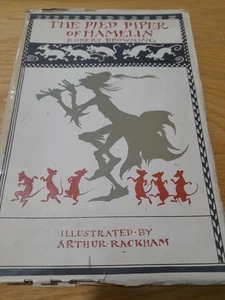 THE PIED PIPER
OF HAMELIN
ROBERT BROWNING
ILLUSTRATED · BY
ARTHUR RACKHAM